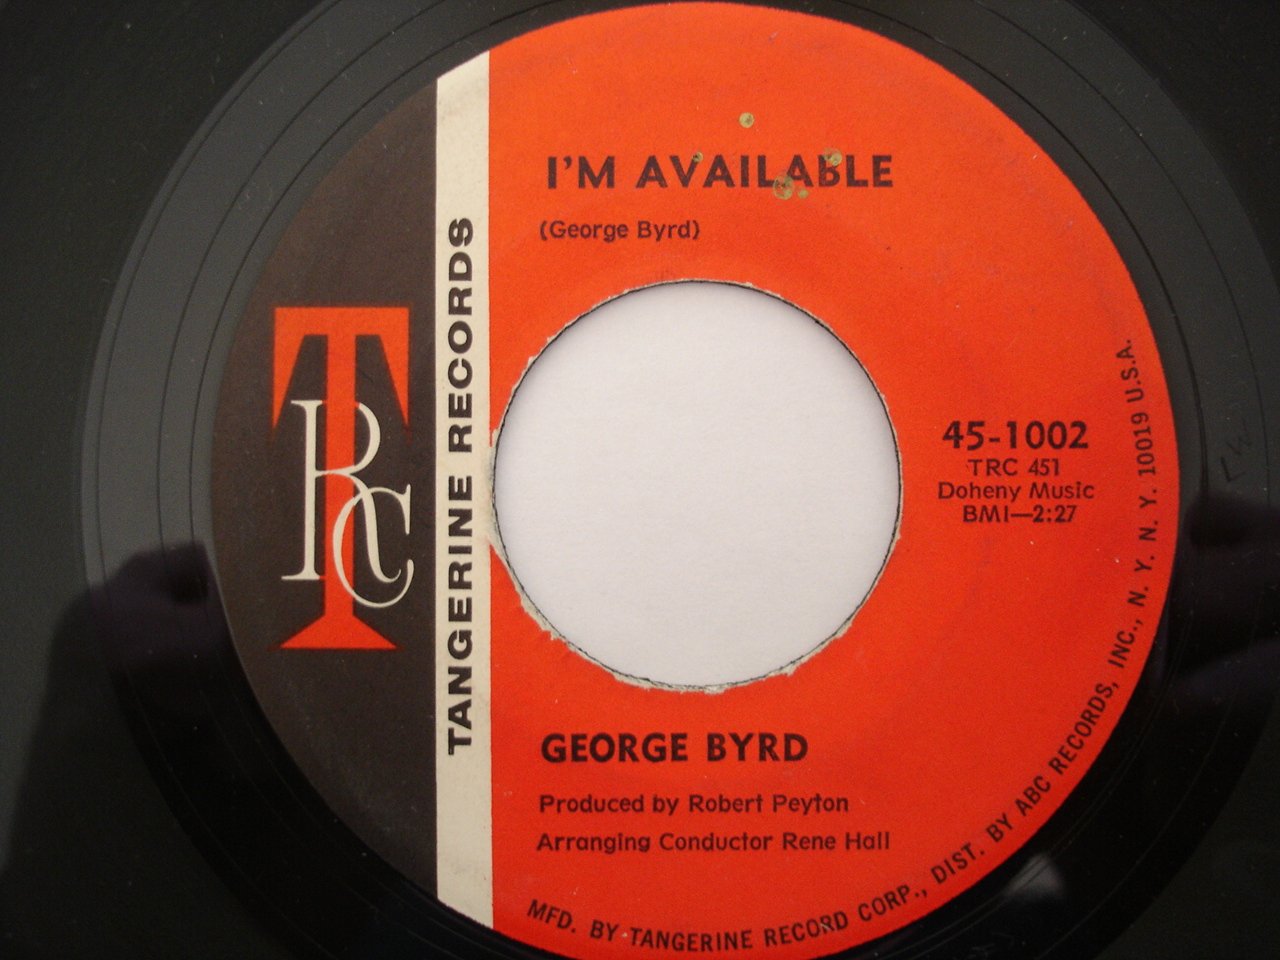 I'M AVAILABLE
(George Byrd)
TRC
TANGERINE RECORDS
45-1002
TRC 451
Doheny Music
BMI—2:27
GEORGE BYRD
Produced by Robert Peyton
Arranging Conductor Rene Hall
MFD. BY TANGERINE RECORD CORP., DIST. BY ABC RECORDS, INC., N. Y. N. Y. 10019 U.S.A.